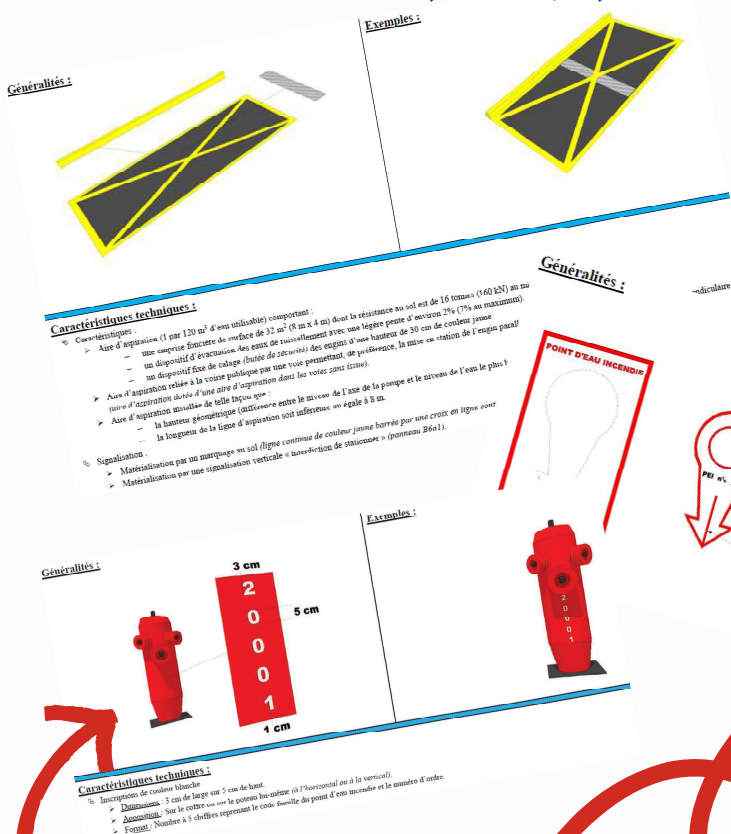 Exemples :
Généralités :
Caractéristiques techniques :
Caractéristiques :
Aire d'aspiration (1 par 120 m³ d'eau utilisable) comportant :
– une emprise foncière de surface de 32 m² (8 m x 4 m) dont la résistance au sol est de 16 tonnes (160 kN) au
– un dispositif d'évacuation des eaux de ruissellement avec une légère pente d'environ 2% (7% au maximum).
– un dispositif fixe de calage (butée de sécurité) des engins d'une hauteur de 30 cm de couleur jaune.
Aire d'aspiration reliée à la voirie publique par une voie permettant, de préférence, la mise en station de l'engin
(aire d'aspiration dotée d'une aire d'aspiration dans les voies sans issue).
Aire d'aspiration installée de telle façon que :
– la hauteur géométrique (différence entre le niveau de l'axe de la pompe et le niveau de l'eau le plus
– la longueur de la ligne d'aspiration soit inférieure ou égale à 8 m.
Signalisation :
Matérialisation par un marquage au sol (ligne continue de couleur jaune barrée par une croix en ligne
Matérialisation par une signalisation verticale « interdiction de stationner » (panneau B6a1).
Généralités :
POINT D'EAU INCENDIE
PEI n°
Exemples :
Généralités :
3 cm
2
0
0
0
1
5 cm
1 cm
2
0
0
0
1
Caractéristiques techniques :
Inscriptions de couleur blanche
Dimensions : 3 cm de large sur 5 cm de haut.
Apposition : Sur le coffre ou sur le poteau lui-même (à l'horizontal ou à la vertical).
Format : Nombre à 5 chiffres reprenant le code famille du point d'eau incendie et le numéro d'ordre.